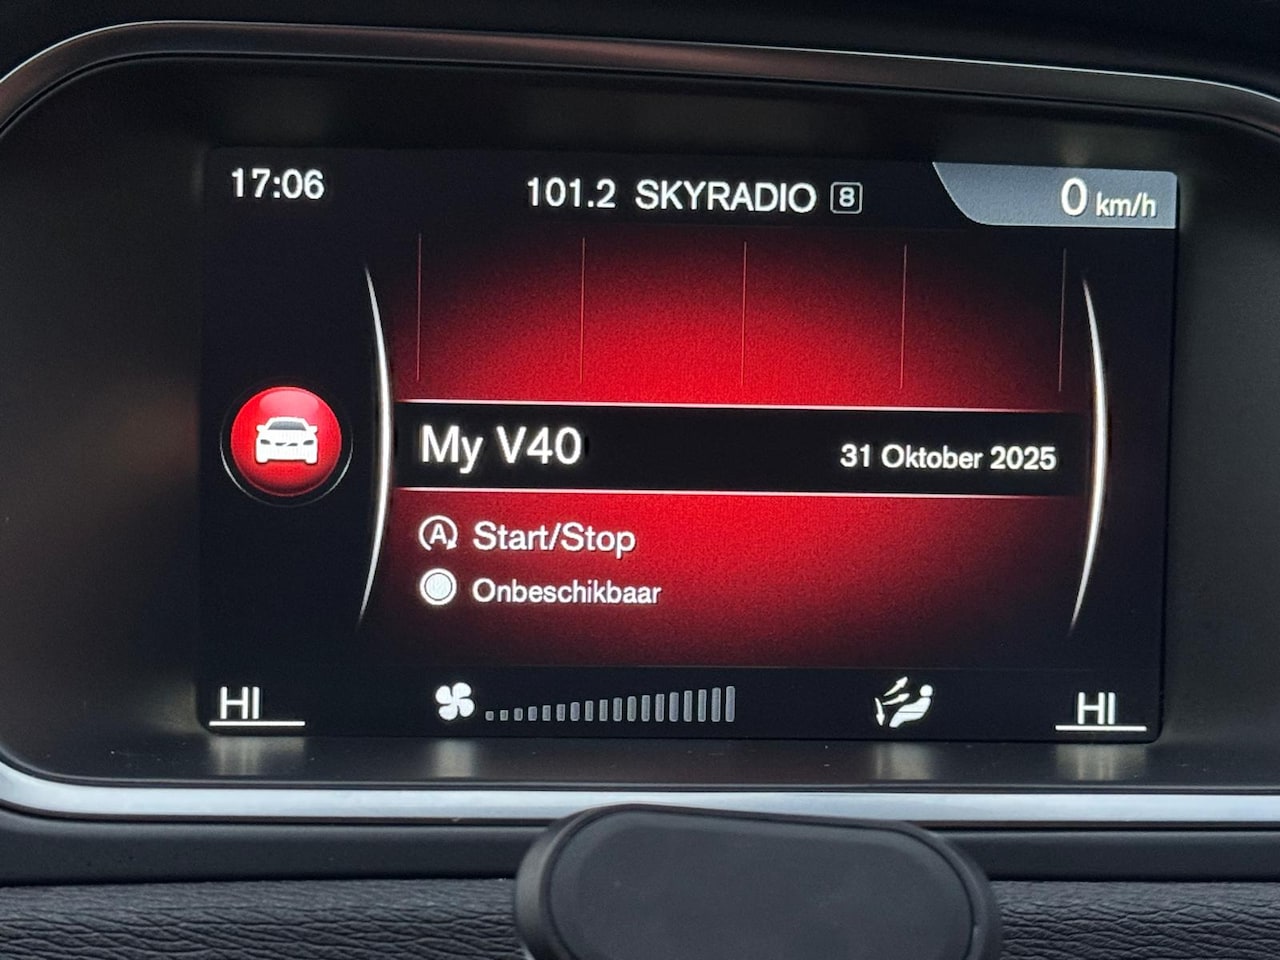 17:06
101.2 SKYRADIO 8
0 km/h
My V40
31 Oktober 2025
A Start/Stop
Onbeschikbaar
HI
HI